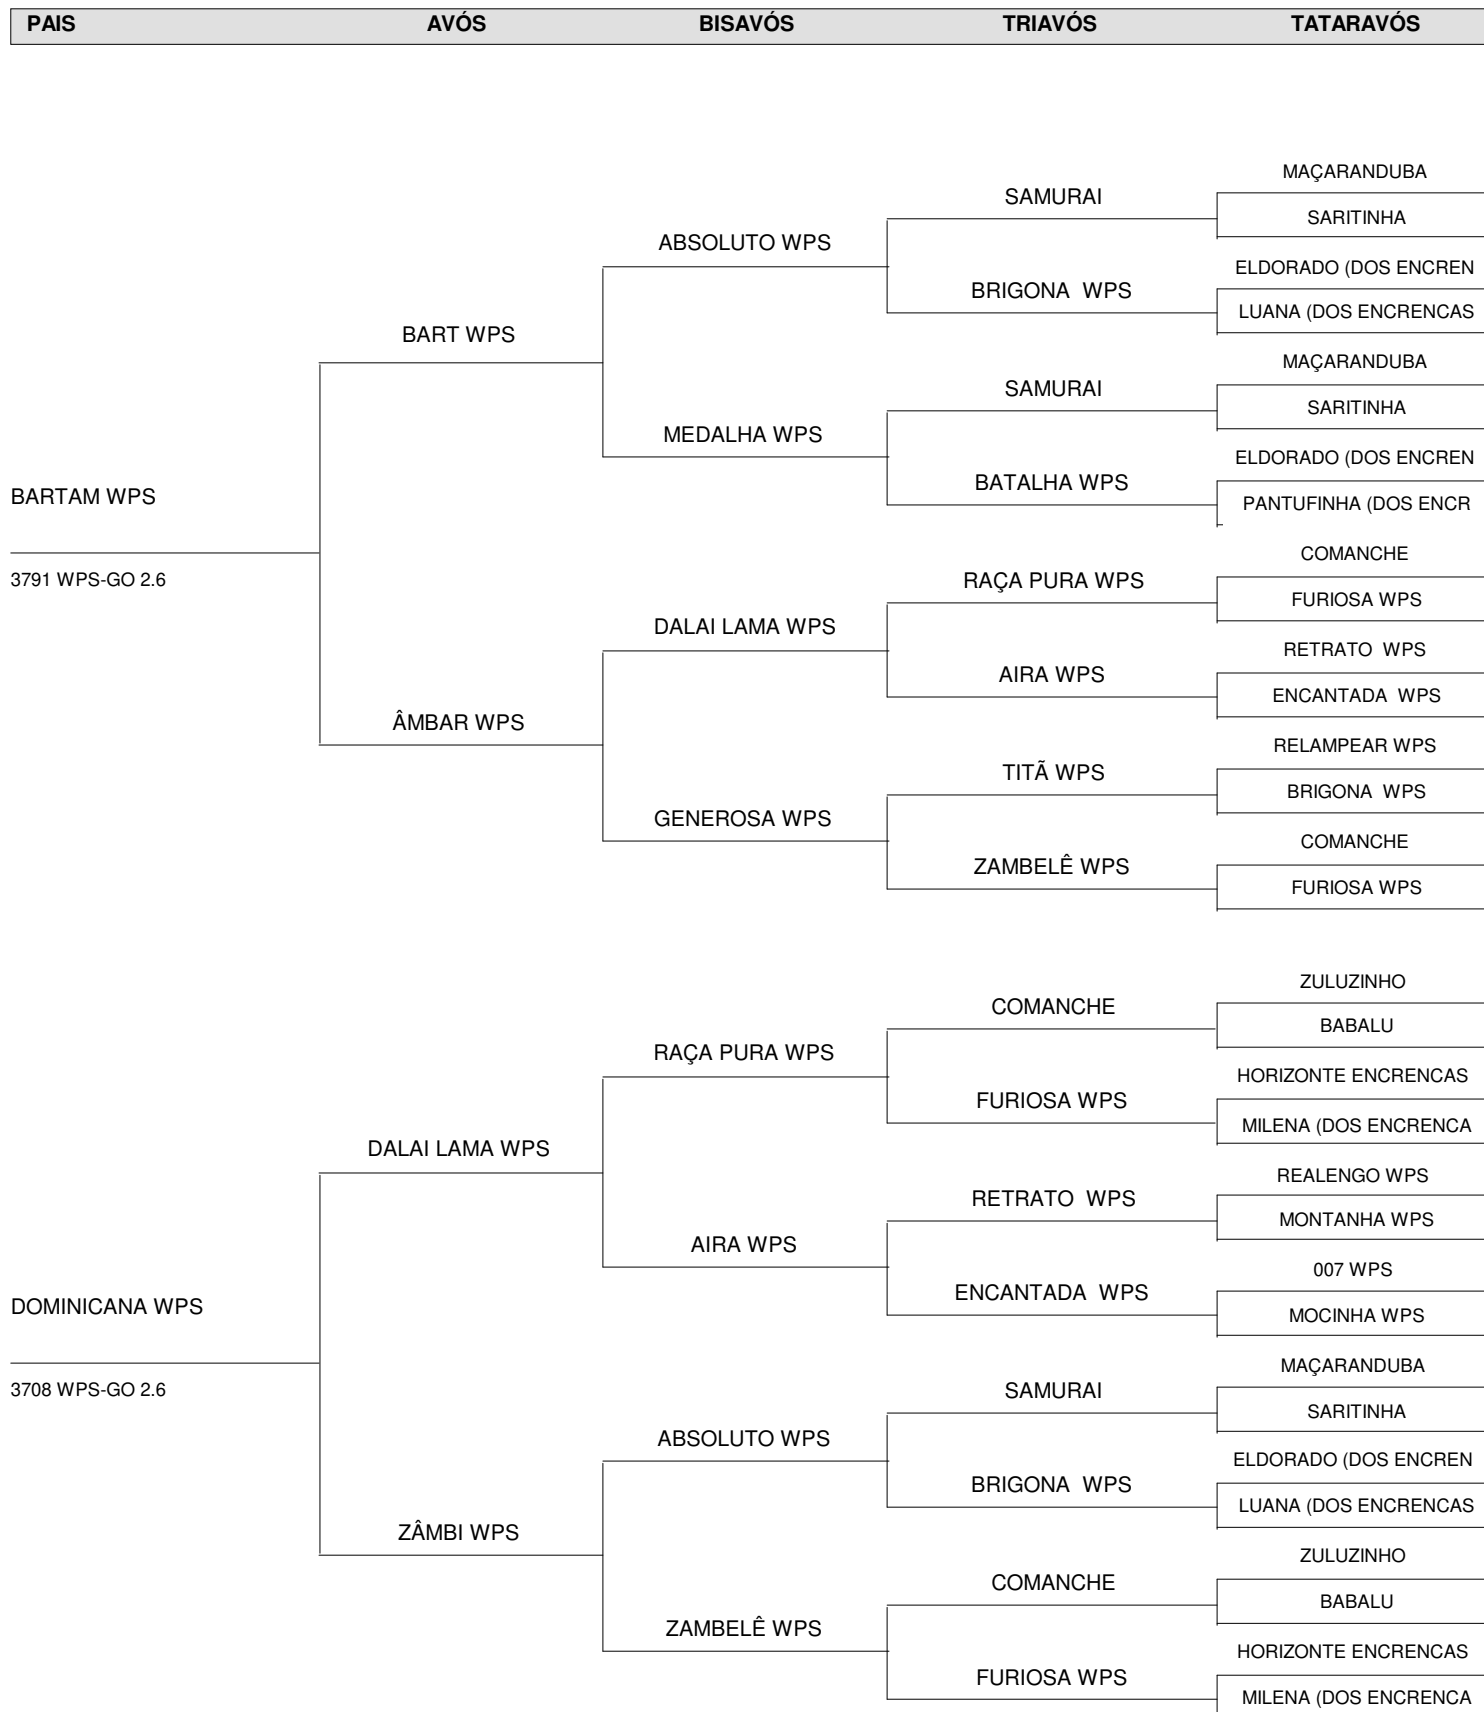 PAIS AVÓS BISAVÓS TRIAVÓS TATARAVÓS
MAÇARANDUBA
SAMURAI
SARITINHA
ABSOLUTO WPS
ELDORADO (DOS ENCREN
BRIGONA WPS
LUANA (DOS ENCRENCAS
BART WPS
MAÇARANDUBA
SAMURAI
SARITINHA
MEDALHA WPS
ELDORADO (DOS ENCREN
BATALHA WPS
BARTAM WPS
PANTUFINHA (DOS ENCR
COMANCHE
3791 WPS-GO 2.6
RAÇA PURA WPS
FURIOSA WPS
DALAI LAMA WPS
RETRATO WPS
AIRA WPS
ENCANTADA WPS
ÂMBAR WPS
RELAMPEAR WPS
TITÃ WPS
BRIGONA WPS
GENEROSA WPS
COMANCHE
ZAMBELÊ WPS
FURIOSA WPS
ZULUZINHO
COMANCHE
BABALU
RAÇA PURA WPS
HORIZONTE ENCRENCAS
FURIOSA WPS
MILENA (DOS ENCRENCA
DALAI LAMA WPS
REALENGO WPS
RETRATO WPS
MONTANHA WPS
AIRA WPS
007 WPS
ENCANTADA WPS
DOMINICANA WPS
MOCINHA WPS
MAÇARANDUBA
3708 WPS-GO 2.6
SAMURAI
SARITINHA
ABSOLUTO WPS
ELDORADO (DOS ENCREN
BRIGONA WPS
LUANA (DOS ENCRENCAS
ZÂMBI WPS
ZULUZINHO
COMANCHE
BABALU
ZAMBELÊ WPS
HORIZONTE ENCRENCAS
FURIOSA WPS
MILENA (DOS ENCRENCA